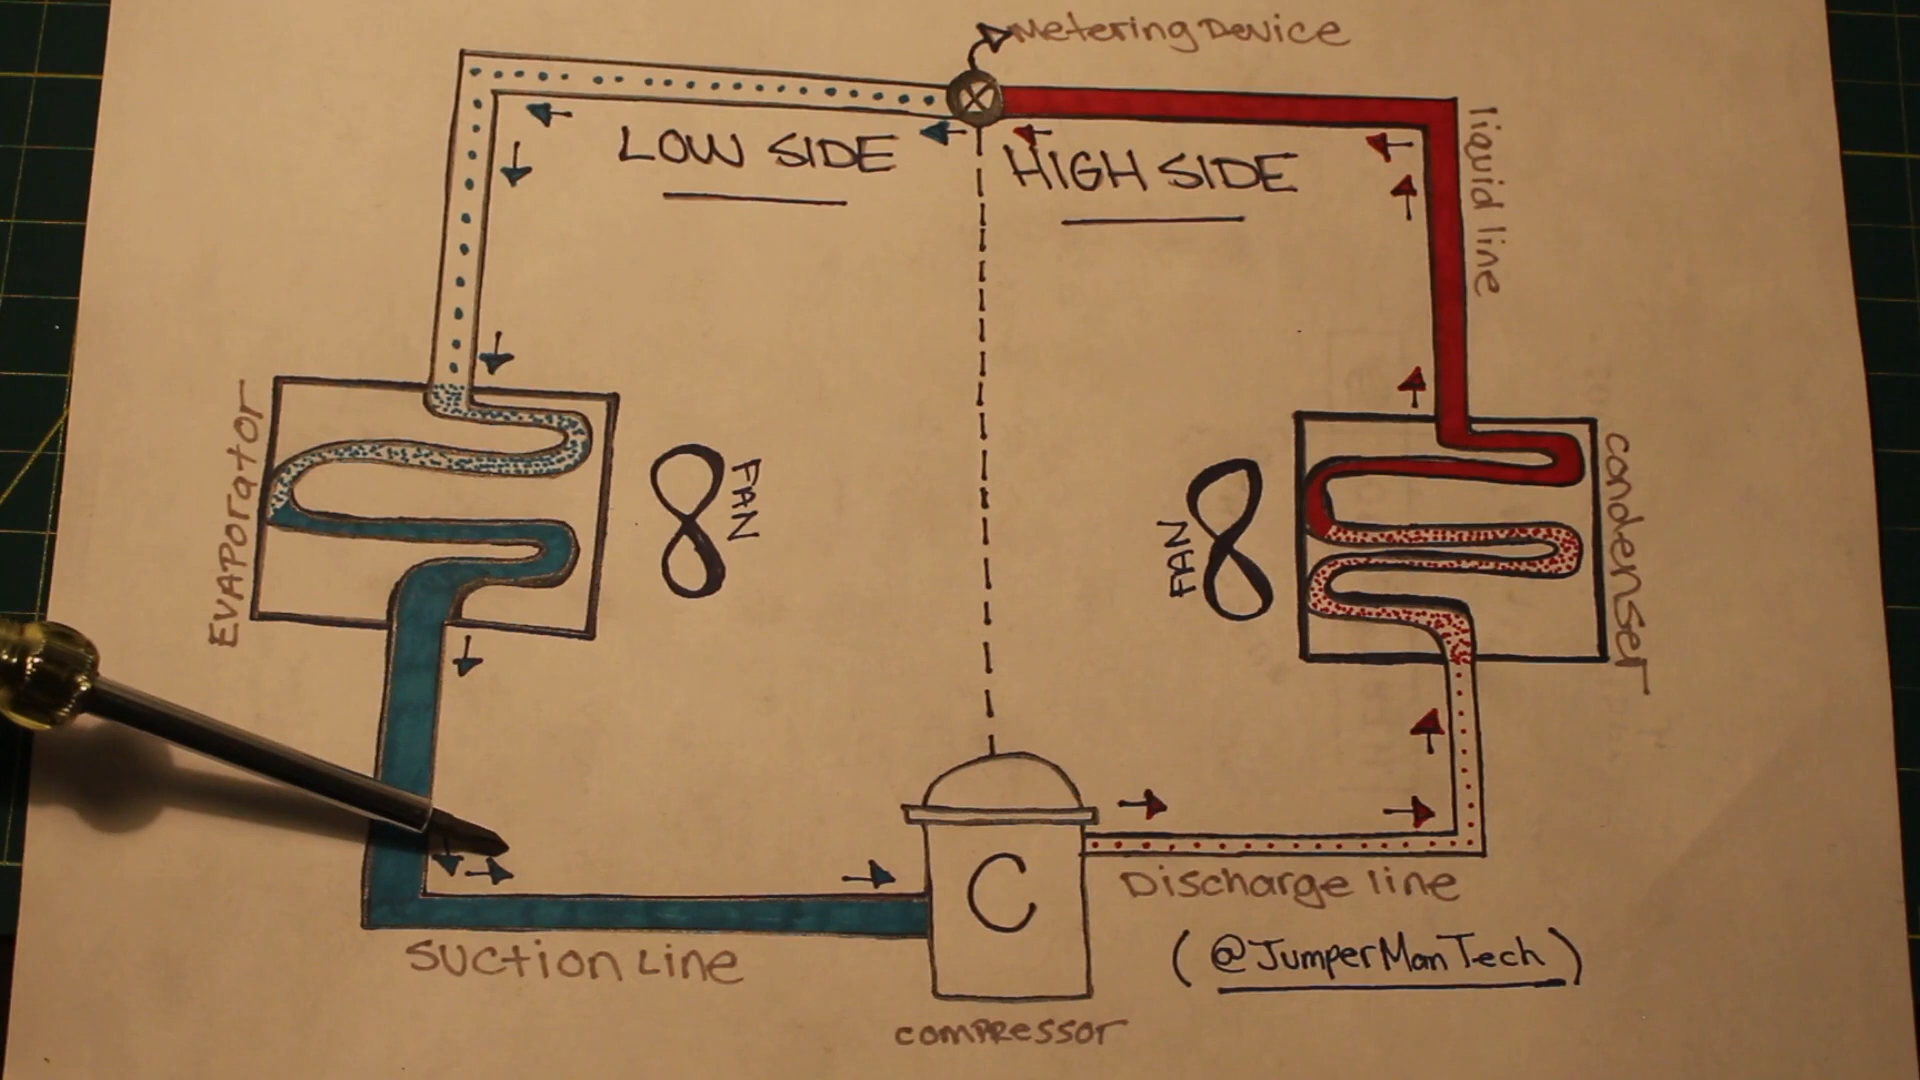 Metering Device
LOW SIDE
HIGH SIDE
liquid line
EVAPorator
FAN
FAN
condenser
C
Discharge line
SUCTION LINE
(@JumperManTech)
comPRessor